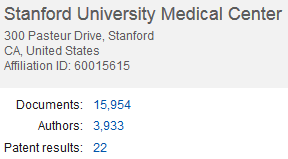 Stanford University Medical Center
300 Pasteur Drive, Stanford
CA, United States
Affiliation ID: 60015615
Documents: 15,954
Authors: 3,933
Patent results: 22